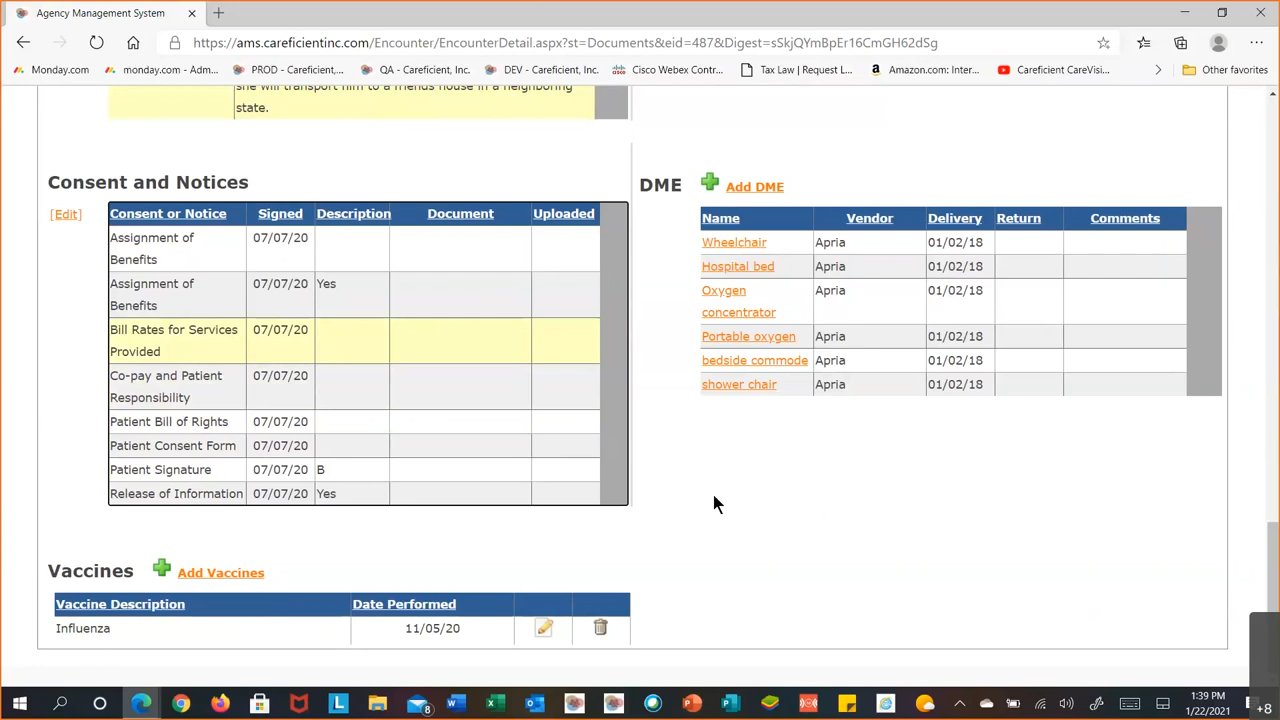 Agency Management System
https://ams.careficientinc.com/Encounter/EncounterDetail.aspx?st=Documents&eid=487&Digest=sSkjQYmBpEr16CmGH62dSg
Monday.com
monday.com - Adm...
PROD - Careficient,...
QA - Careficient, Inc.
DEV - Careficient, Inc.
Cisco Webex Contr...
Tax Law | Request L...
Amazon.com: Inter...
Careficient CareVisi...
Other favorites
she will transport him to a friends house in a neighboring
state.
Consent and Notices
[Edit]
Consent or Notice Signed Description Document Uploaded
Assignment of Benefits 07/07/20
Assignment of Benefits 07/07/20 Yes
Bill Rates for Services Provided 07/07/20
Co-pay and Patient Responsibility 07/07/20
Patient Bill of Rights 07/07/20
Patient Consent Form 07/07/20
Patient Signature 07/07/20 B
Release of Information 07/07/20 Yes
DME Add DME
Name Vendor Delivery Return Comments
Wheelchair Apria 01/02/18
Hospital bed Apria 01/02/18
Oxygen concentrator Apria 01/02/18
Portable oxygen Apria 01/02/18
bedside commode Apria 01/02/18
shower chair Apria 01/02/18
Vaccines Add Vaccines
Vaccine Description Date Performed
Influenza 11/05/20
8
1:39 PM
1/22/2021
+8